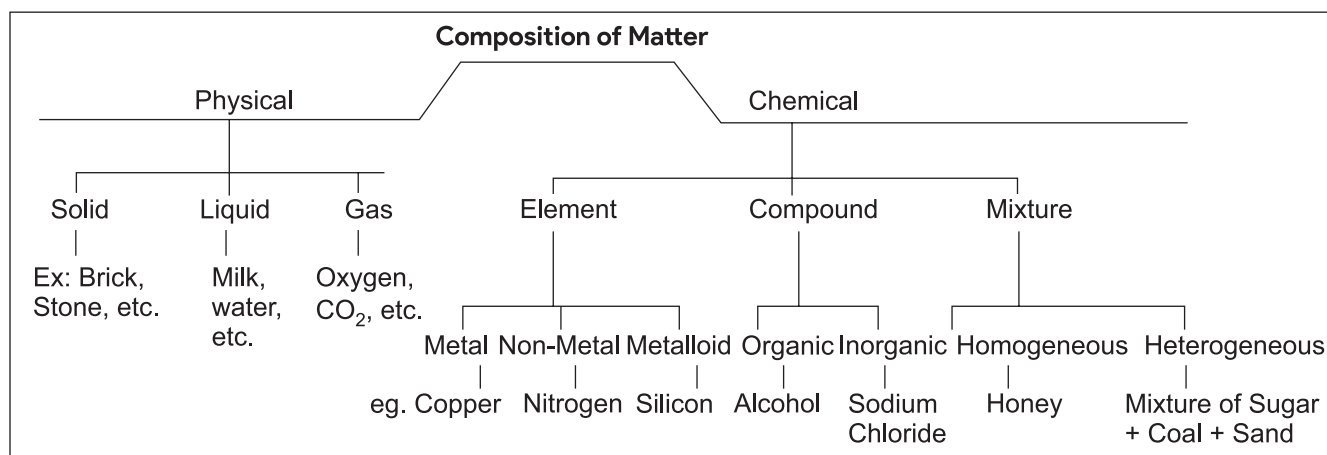 Composition of Matter
Physical
Chemical
Solid
Liquid
Gas
Element
Compound
Mixture
Ex: Brick,
Stone, etc.
Milk,
water,
etc.
Oxygen,
CO₂, etc.
Metal
Non-Metal
Metalloid
Organic
Inorganic
Homogeneous
Heterogeneous
eg. Copper
Nitrogen
Silicon
Alcohol
Sodium
Chloride
Honey
Mixture of Sugar
+ Coal + Sand